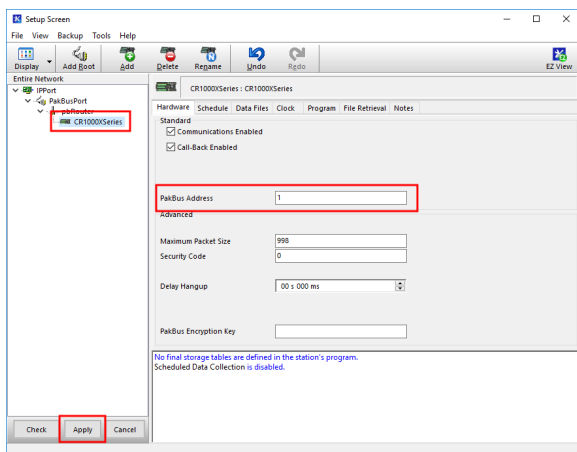 Setup Screen
File View Backup Tools Help
Display Add Root Add Delete Rename Undo Redo EZ View
Entire Network
IPPort
PakBusPort
pbRouter
CR1000XSeries
CR1000XSeries : CR1000XSeries
Hardware Schedule Data Files Clock Program File Retrieval Notes
Standard
Communications Enabled
Call-Back Enabled
PakBus Address 1
Advanced
Maximum Packet Size 998
Security Code 0
Delay Hangup 00 s 000 ms
PakBus Encryption Key
No final storage tables are defined in the station's program.
Scheduled Data Collection is disabled.
Check Apply Cancel